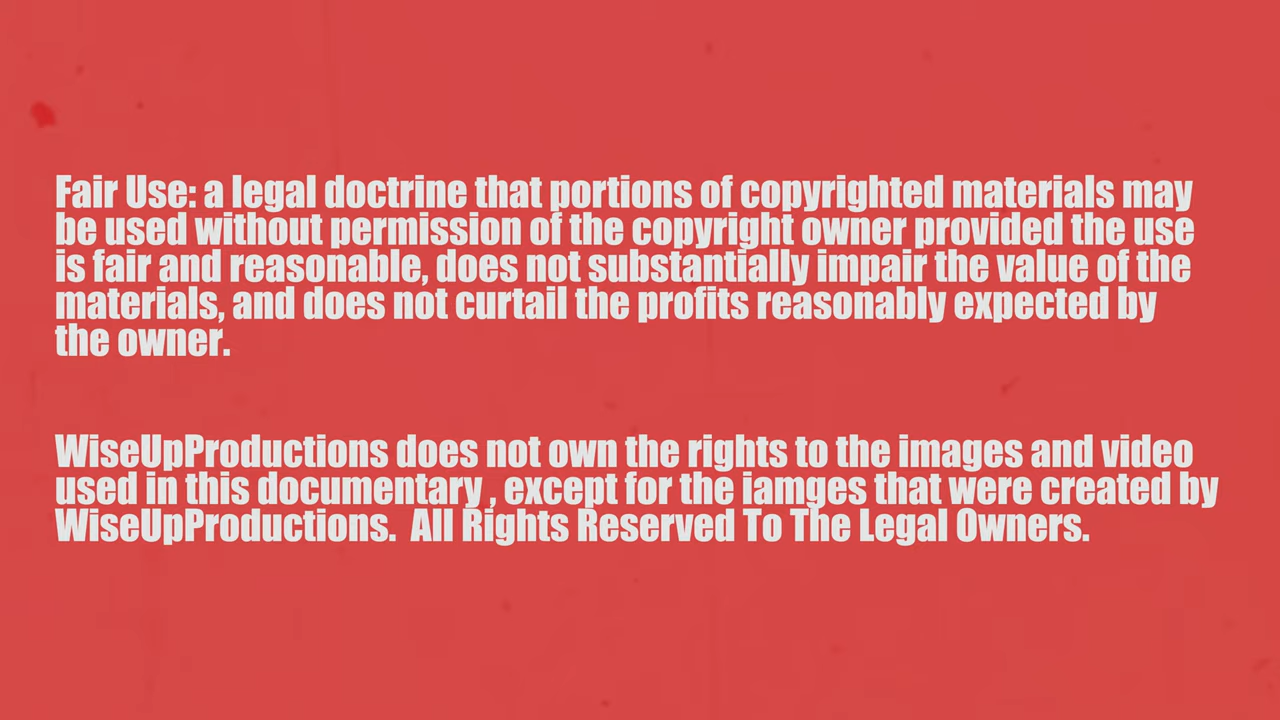 Fair Use: a legal doctrine that portions of copyrighted materials may
be used without permission of the copyright owner provided the use
is fair and reasonable, does not substantially impair the value of the
materials, and does not curtail the profits reasonably expected by
the owner.
WiseUpProductions does not own the rights to the images and video
used in this documentary , except for the iamges that were created by
WiseUpProductions.  All Rights Reserved To The Legal Owners.